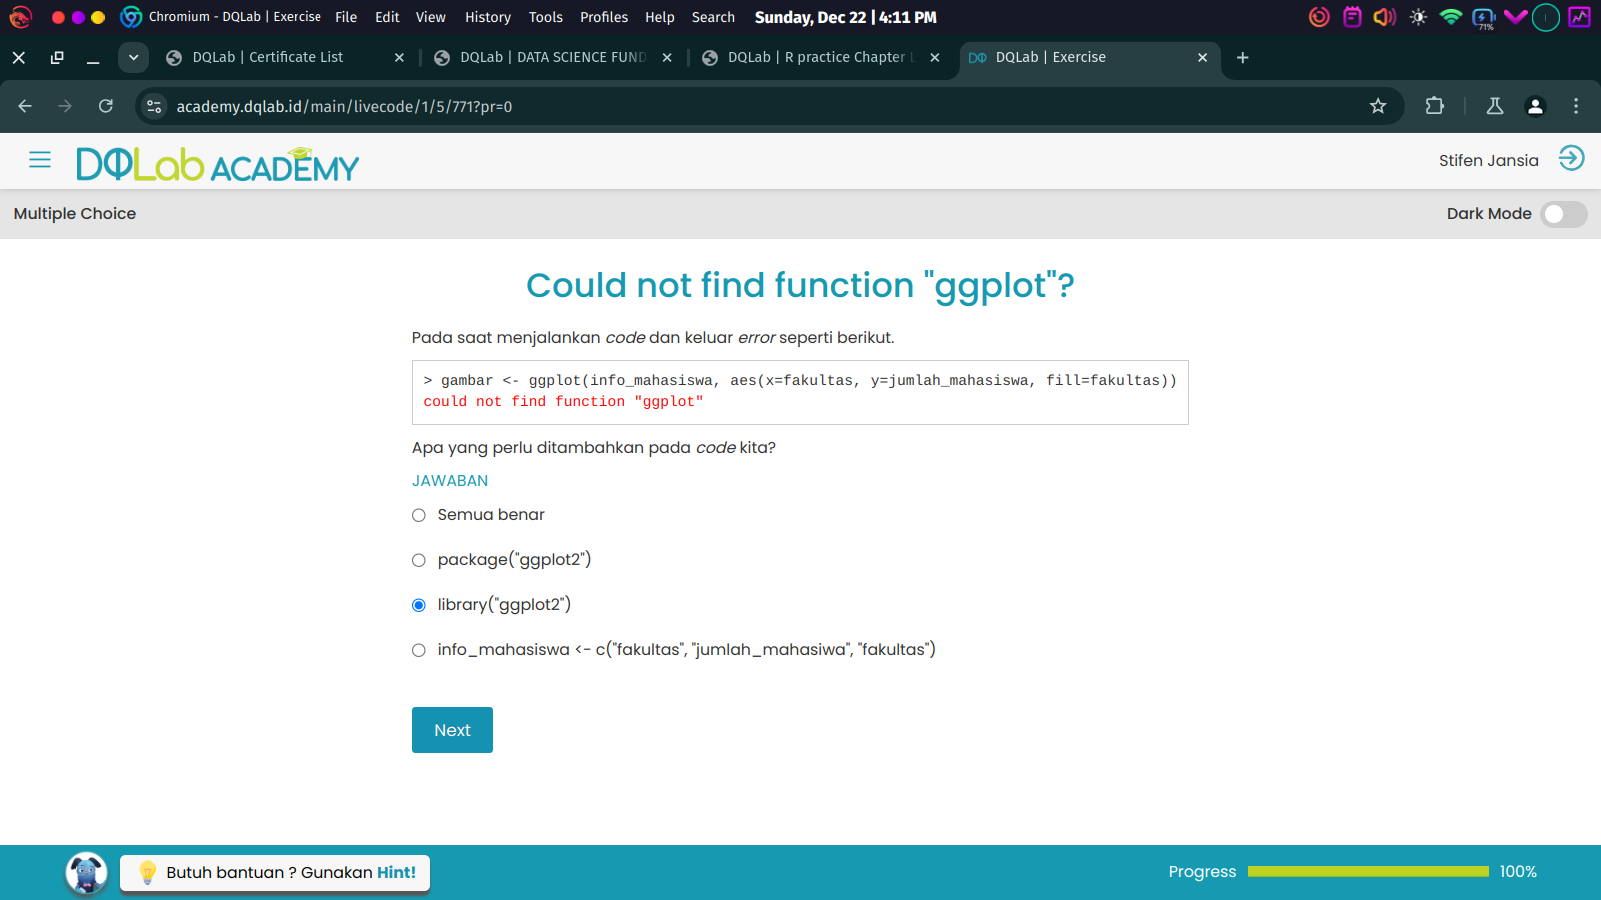 Chromium - DQLab | Exercise File Edit View History Tools Profiles Help Search Sunday, Dec 22 | 4:11 PM 71%
DQLab | Certificate List DQLab | DATA SCIENCE FUND DQLab | R practice Chapter DQLab | Exercise
academy.dqlab.id/main/livecode/1/5/771?pr=0
DQLab ACADEMY Stifen Jansia
Multiple Choice Dark Mode
Could not find function "ggplot"?
Pada saat menjalankan code dan keluar error seperti berikut.
> gambar <- ggplot(info_mahasiswa, aes(x=fakultas, y=jumlah_mahasiswa, fill=fakultas))
could not find function "ggplot"
Apa yang perlu ditambahkan pada code kita?
JAWABAN
Semua benar
package("ggplot2")
library("ggplot2")
info_mahasiswa <- c("fakultas", "jumlah_mahasiwa", "fakultas")
Next
Butuh bantuan ? Gunakan Hint! Progress 100%